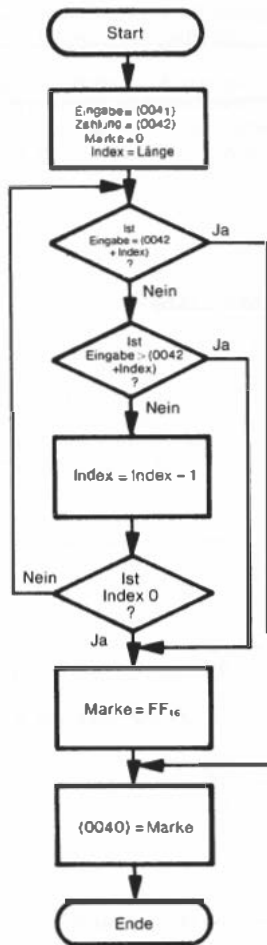 Start
Eingabe = (0041)
Zählung = (0042)
Marke = 0
Index = Länge
Ist
Eingabe = (0042
+ Index)
?
Ja
Nein
Ist
Eingabe > (0042
+Index)
?
Ja
Nein
Index = Index – 1
Nein
Ist
Index 0
?
Ja
Marke = FF₁₆
(0040) = Marke
Ende